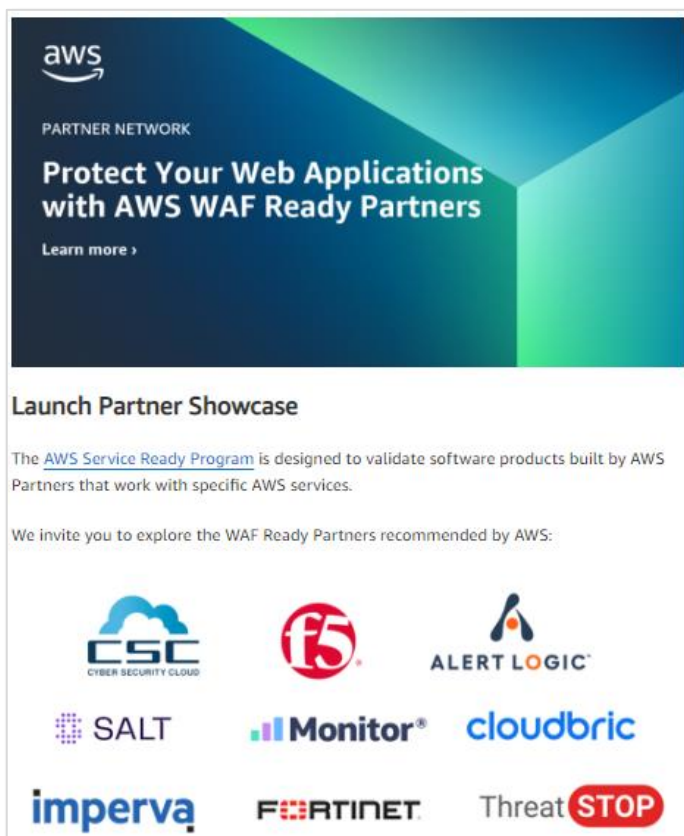 aws
PARTNER NETWORK
Protect Your Web Applications
with AWS WAF Ready Partners
Learn more ›
Launch Partner Showcase
The AWS Service Ready Program is designed to validate software products built by AWS
Partners that work with specific AWS services.
We invite you to explore the WAF Ready Partners recommended by AWS:
CSC
CYBER SECURITY CLOUD
f5®
ALERT LOGIC™
SALT
Monitor®
cloudbric
imperva
FORTINET
ThreatSTOP